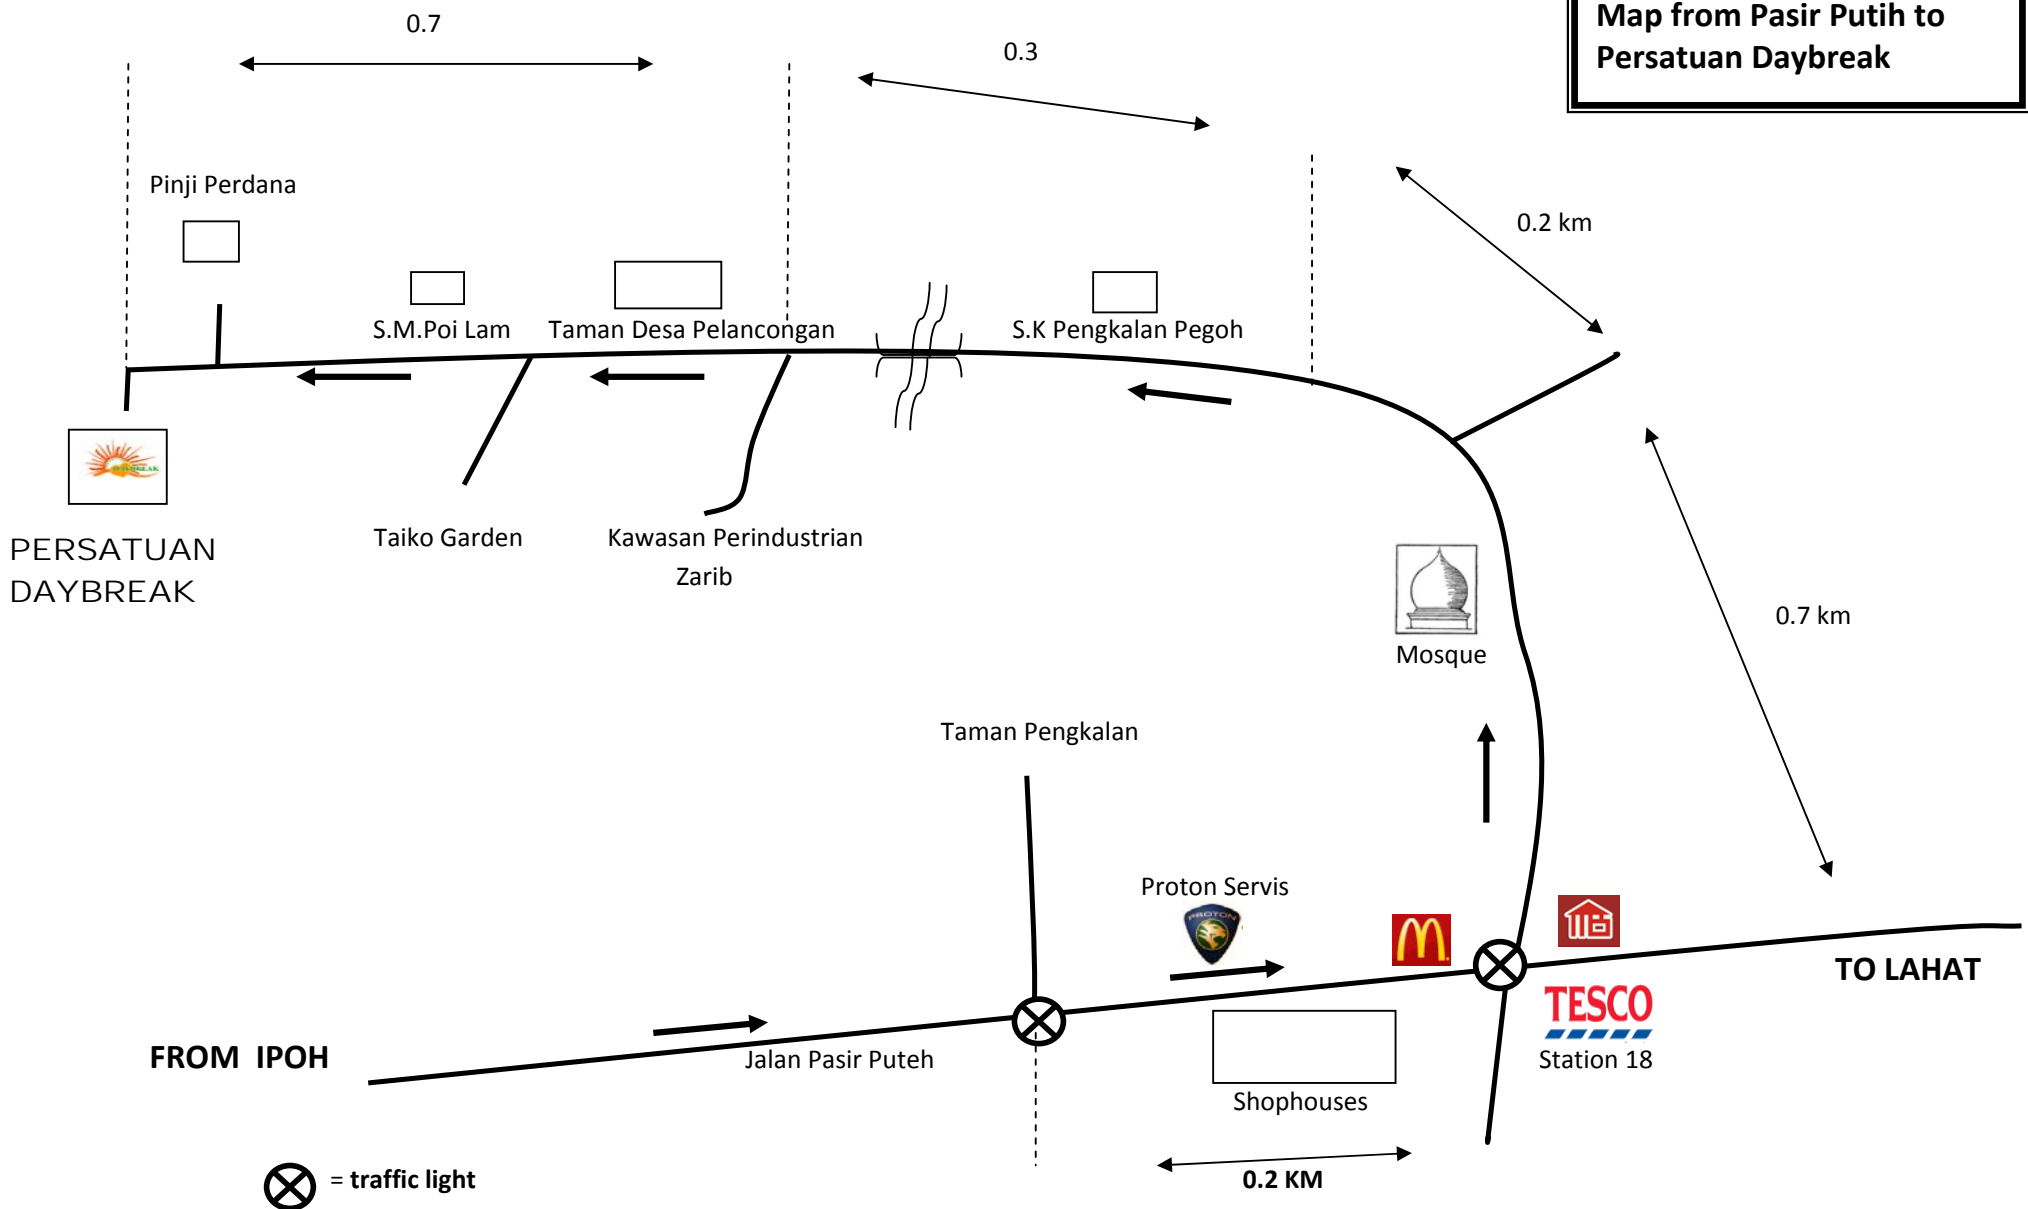 Map from Pasir Putih to
Persatuan Daybreak
0.7
0.3
0.2 km
Pinji Perdana
S.M.Poi Lam
Taman Desa Pelancongan
S.K Pengkalan Pegoh
DAYBREAK
PERSATUAN
DAYBREAK
Taiko Garden
Kawasan Perindustrian
Zarib
Mosque
0.7 km
Taman Pengkalan
Proton Servis
PROTON
TO LAHAT
TESCO
Station 18
FROM IPOH
Jalan Pasir Puteh
Shophouses
0.2 KM
= traffic light